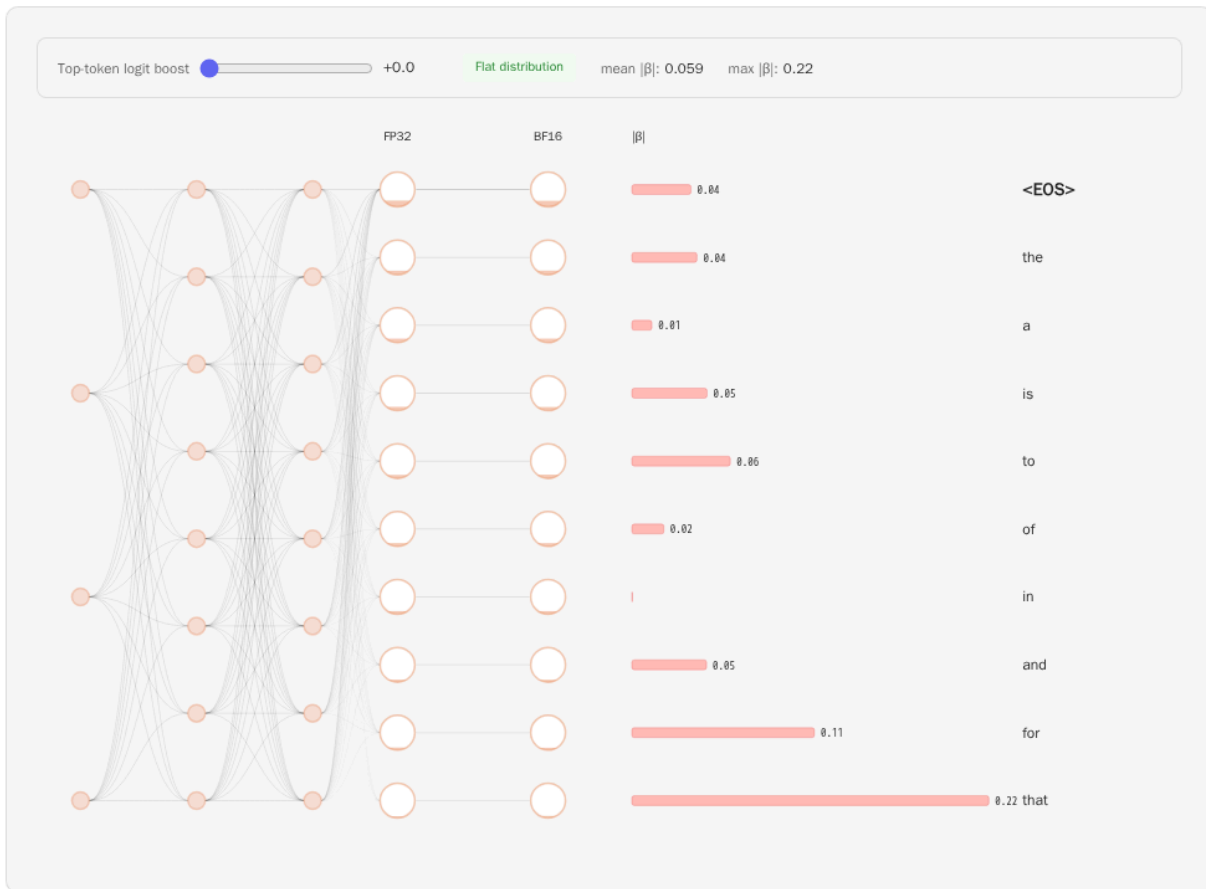 Top-token logit boost +0.0 Flat distribution mean |β|: 0.059 max |β|: 0.22
FP32 BF16 |β|
0.04 <EOS>
0.04 the
0.01 a
0.05 is
0.06 to
0.02 of
in
0.05 and
0.11 for
0.22 that